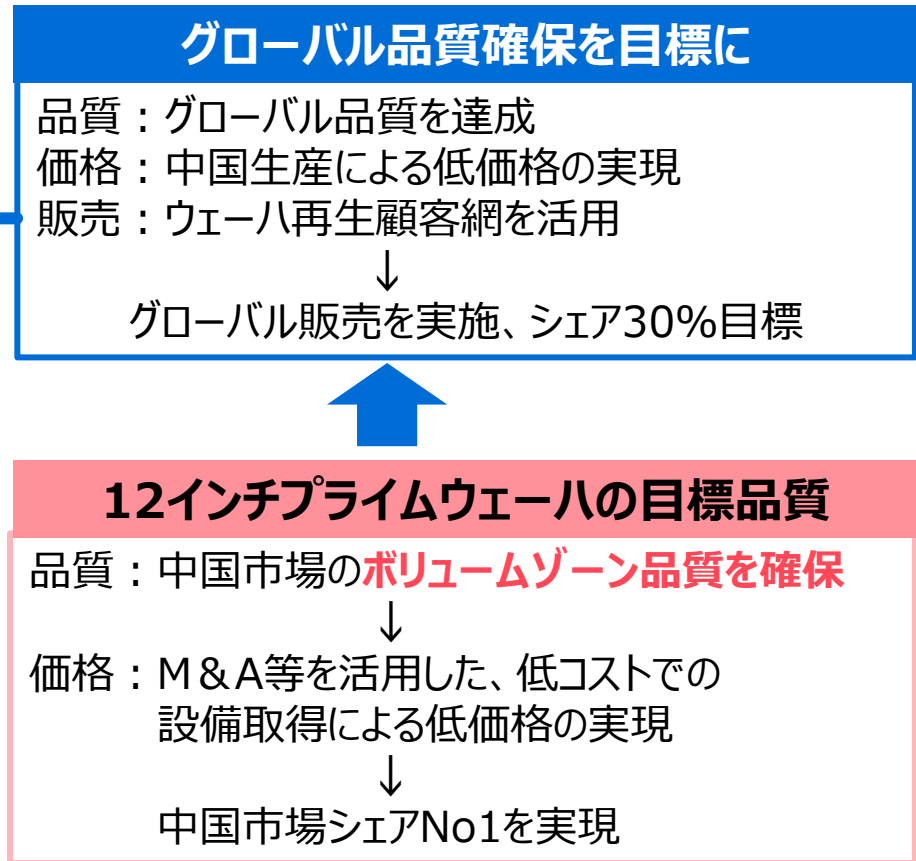 グローバル品質確保を目標に
品質：グローバル品質を達成
価格：中国生産による低価格の実現
販売：ウェーハ再生顧客網を活用
↓
グローバル販売を実施、シェア30%目標
12インチプライムウェーハの目標品質
品質：中国市場のボリュームゾーン品質を確保
↓
価格：M＆A等を活用した、低コストでの
設備取得による低価格の実現
↓
中国市場シェアNo1を実現